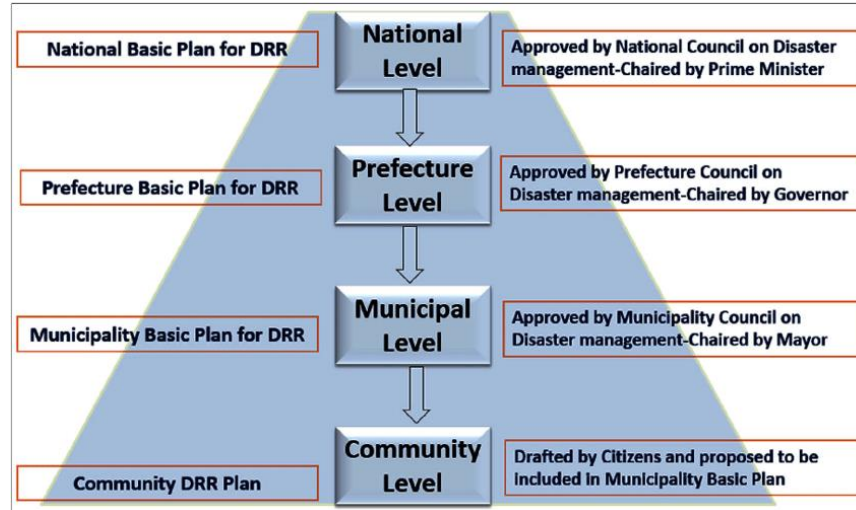 National Basic Plan for DRR
National
Level
Approved by National Council on Disaster
management-Chaired by Prime Minister
Prefecture Basic Plan for DRR
Prefecture
Level
Approved by Prefecture Council on
Disaster management-Chaired by Governor
Municipality Basic Plan for DRR
Municipal
Level
Approved by Municipality Council on
Disaster management-Chaired by Mayor
Community DRR Plan
Community
Level
Drafted by Citizens and proposed to be
included in Municipality Basic Plan